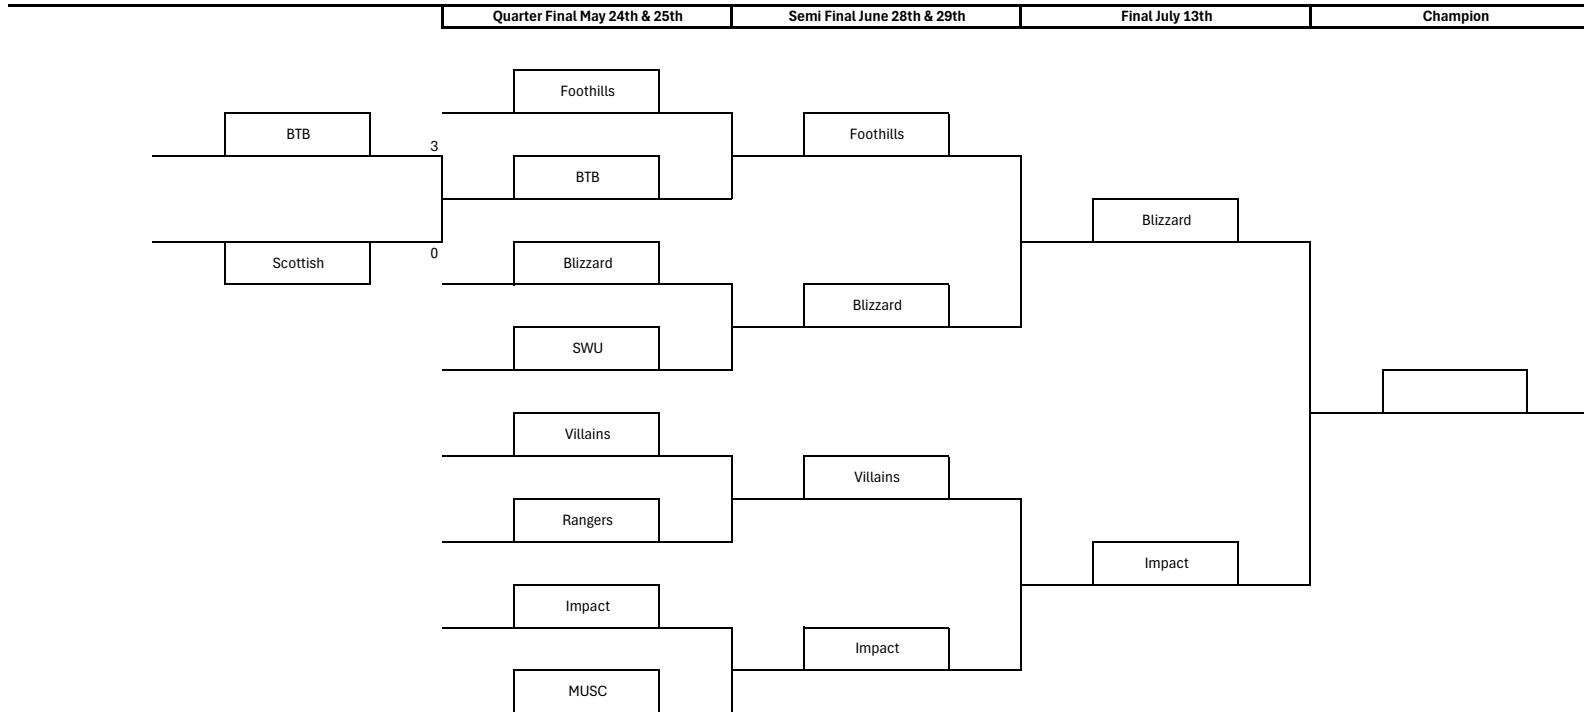 Quarter Final May 24th & 25th
Semi Final June 28th & 29th
Final July 13th
Champion
BTB
3
Scottish
0
Foothills
BTB
Blizzard
SWU
Villains
Rangers
Impact
MUSC
Foothills
Blizzard
Villains
Impact
Blizzard
Impact